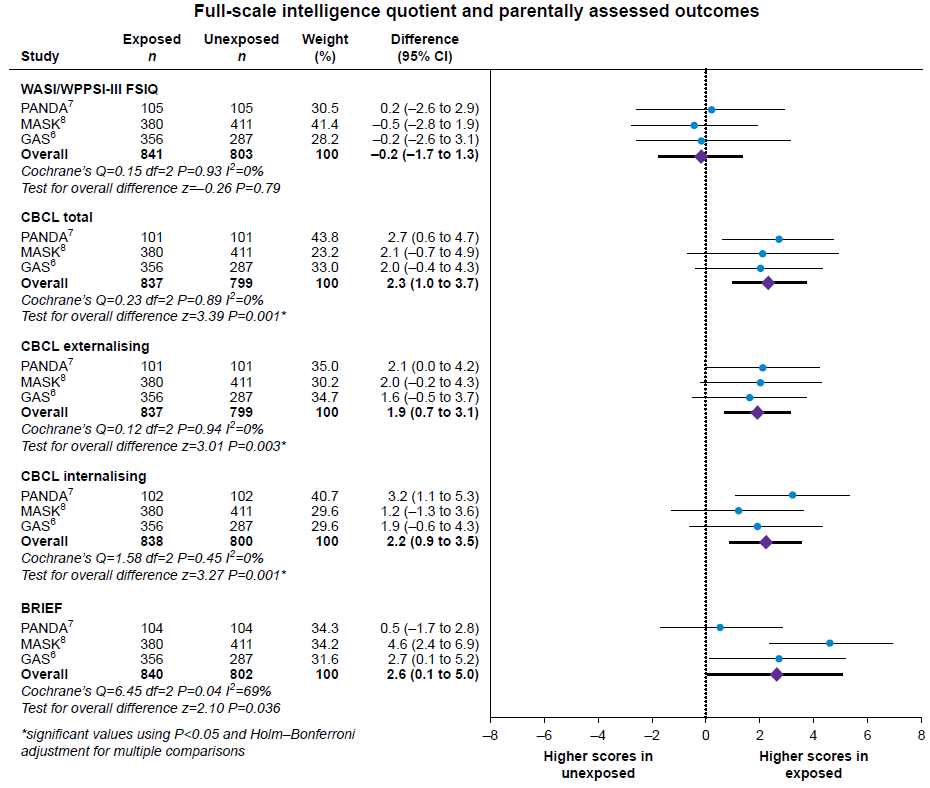 Full-scale intelligence quotient and parentally assessed outcomes
Exposed Unexposed Weight Difference
Study n n (%) (95% CI)
WASI/WPPSI-III FSIQ
PANDA7 105 105 30.5 0.2 (–2.6 to 2.9)
MASK8 380 411 41.4 –0.5 (–2.8 to 1.9)
GAS6 356 287 28.2 –0.2 (–2.6 to 3.1)
Overall 841 803 100 –0.2 (–1.7 to 1.3)
Cochrane's Q=0.15 df=2 P=0.93 I2=0%
Test for overall difference z=–0.26 P=0.79
CBCL total
PANDA7 101 101 43.8 2.7 (0.6 to 4.7)
MASK8 380 411 23.2 2.1 (–0.7 to 4.9)
GAS6 356 287 33.0 2.0 (–0.4 to 4.3)
Overall 837 799 100 2.3 (1.0 to 3.7)
Cochrane's Q=0.23 df=2 P=0.89 I2=0%
Test for overall difference z=3.39 P=0.001*
CBCL externalising
PANDA7 101 101 35.0 2.1 (0.0 to 4.2)
MASK8 380 411 30.2 2.0 (–0.2 to 4.3)
GAS6 356 287 34.7 1.6 (–0.5 to 3.7)
Overall 837 799 100 1.9 (0.7 to 3.1)
Cochrane's Q=0.12 df=2 P=0.94 I2=0%
Test for overall difference z=3.01 P=0.003*
CBCL internalising
PANDA7 102 102 40.7 3.2 (1.1 to 5.3)
MASK8 380 411 29.6 1.2 (–1.3 to 3.6)
GAS6 356 287 29.6 1.9 (–0.6 to 4.3)
Overall 838 800 100 2.2 (0.9 to 3.5)
Cochrane's Q=1.58 df=2 P=0.45 I2=0%
Test for overall difference z=3.27 P=0.001*
BRIEF
PANDA7 104 104 34.3 0.5 (–1.7 to 2.8)
MASK8 380 411 34.2 4.6 (2.4 to 6.9)
GAS6 356 287 31.6 2.7 (0.1 to 5.2)
Overall 840 802 100 2.6 (0.1 to 5.0)
Cochrane's Q=6.45 df=2 P=0.04 I2=69%
Test for overall difference z=2.10 P=0.036
*significant values using P<0.05 and Holm–Bonferroni
adjustment for multiple comparisons
–8 –6 –4 –2 0 2 4 6 8
Higher scores in
unexposed
Higher scores in
exposed